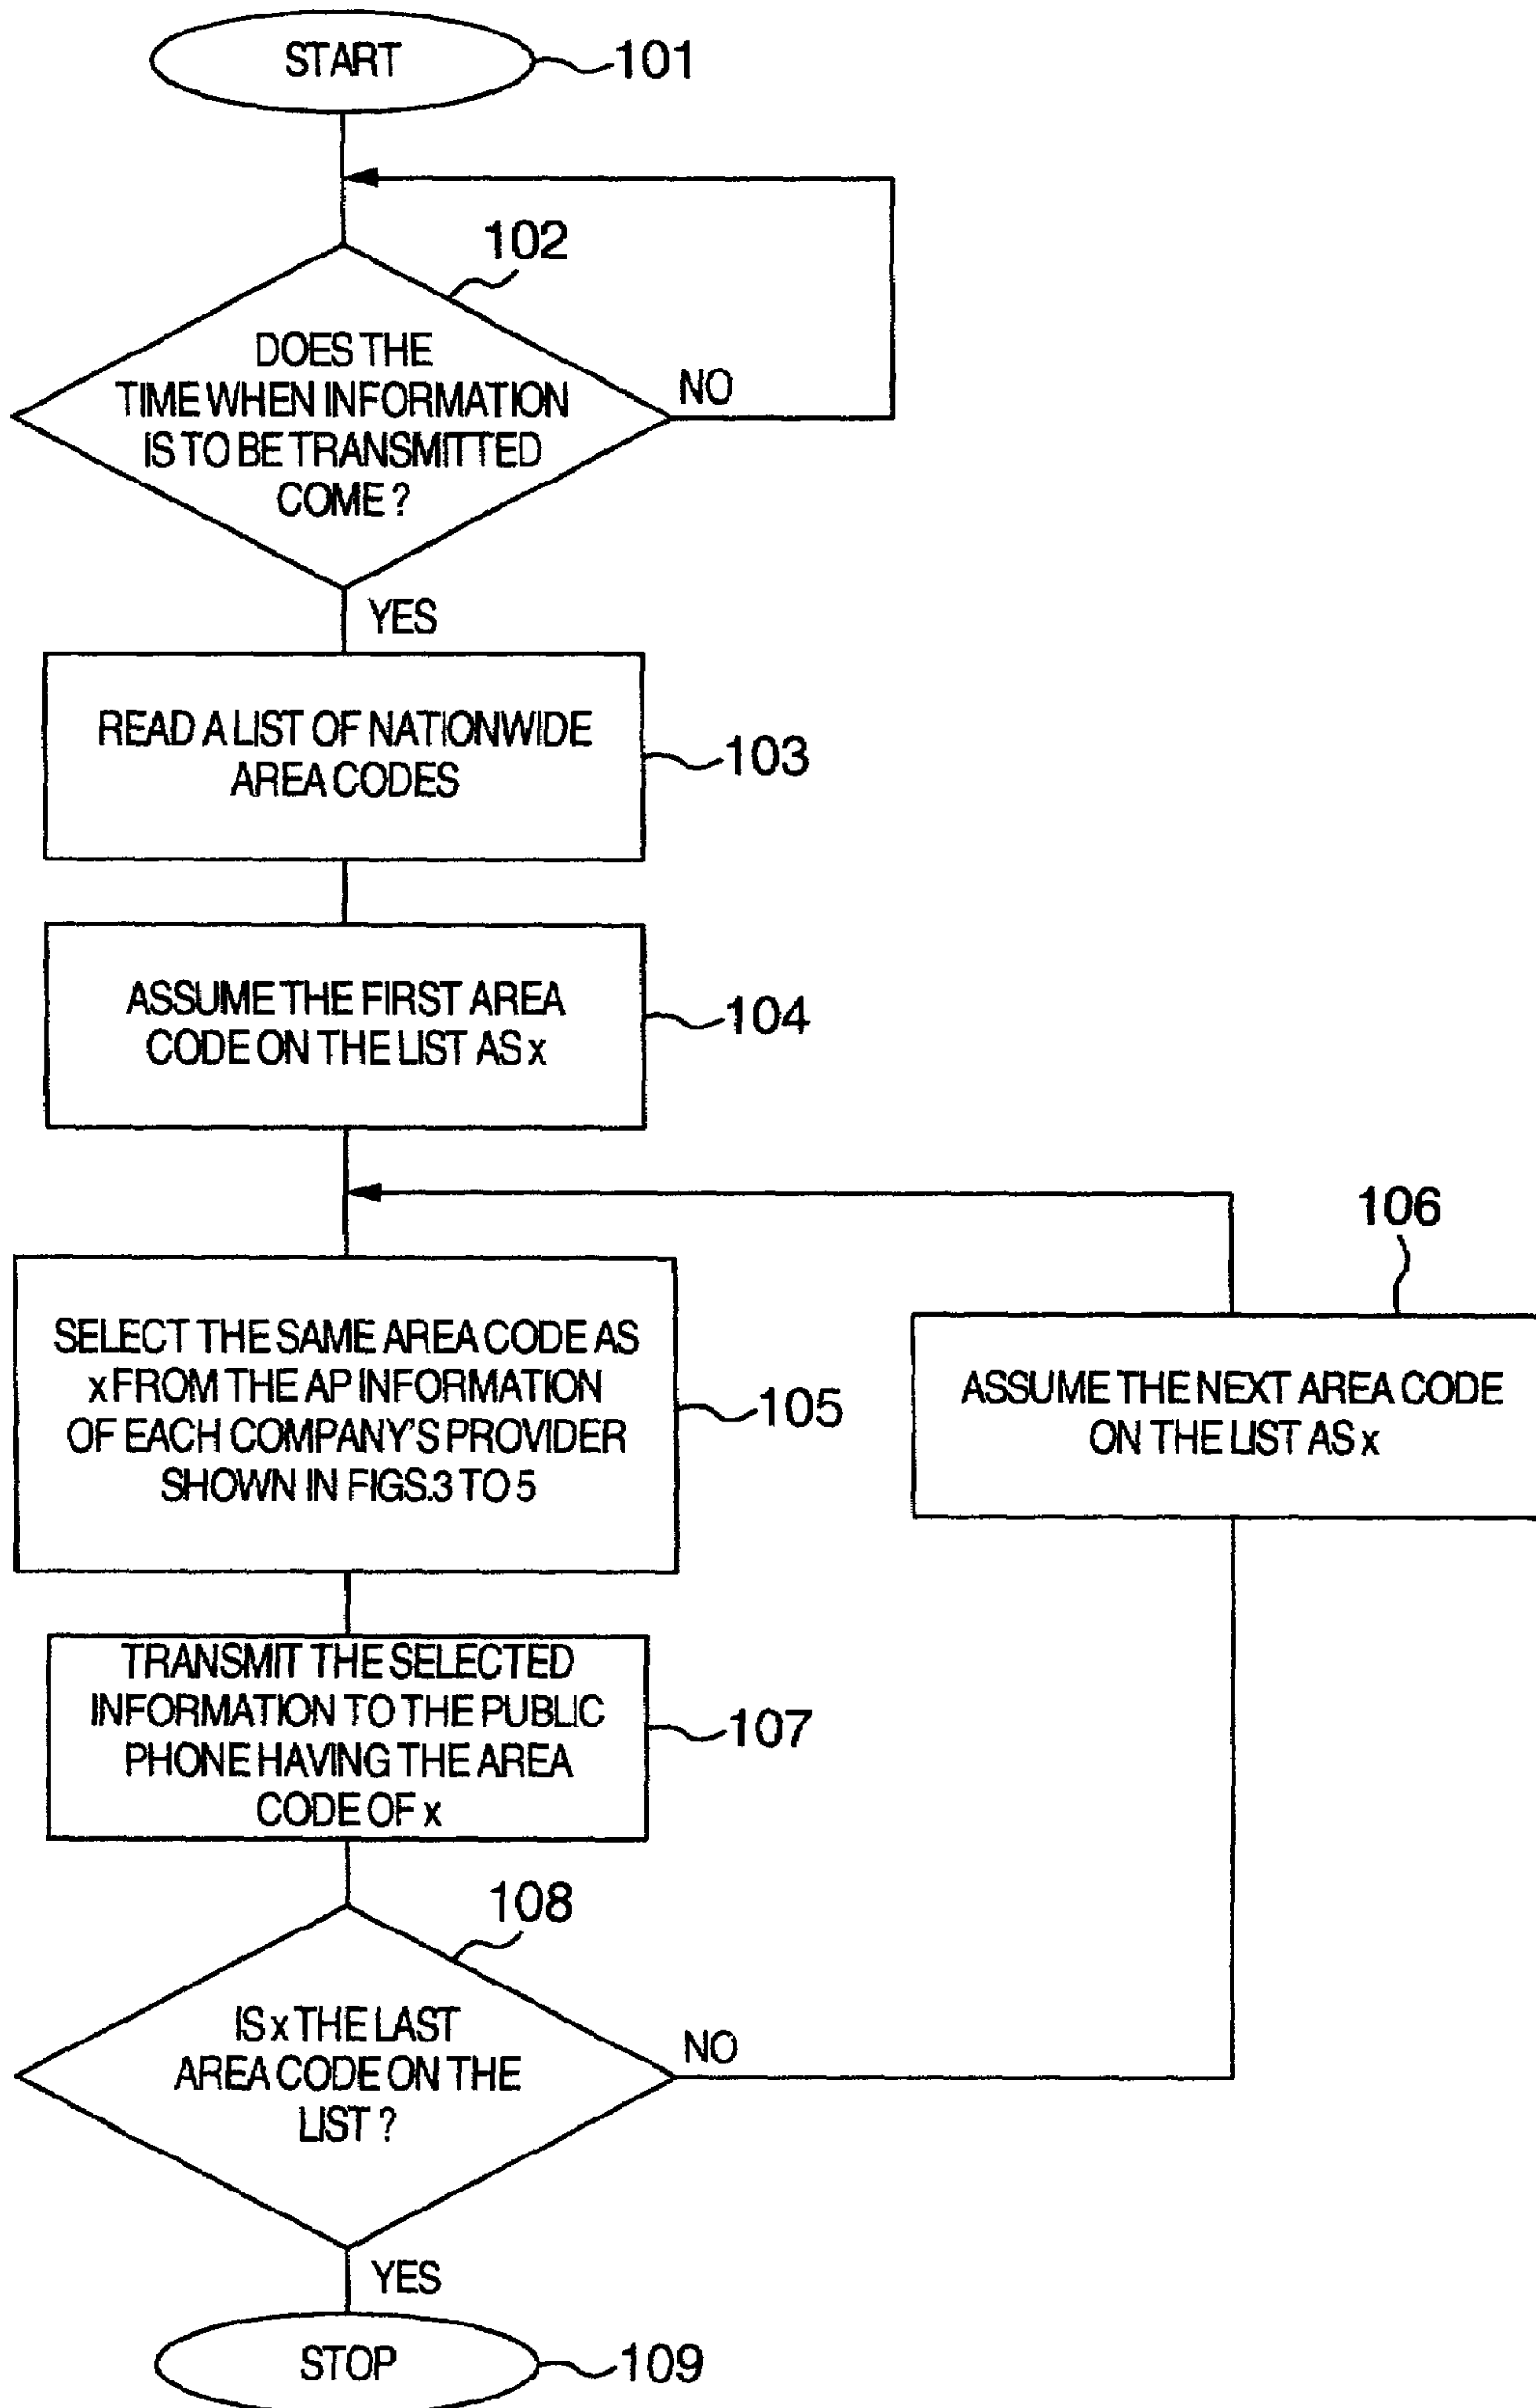 START
101
102
DOES THE
TIME WHEN INFORMATION
IS TO BE TRANSMITTED
COME ?
NO
YES
READ A LIST OF NATIONWIDE
AREA CODES
103
ASSUME THE FIRST AREA
CODE ON THE LIST AS x
104
SELECT THE SAME AREA CODE AS
x FROM THE AP INFORMATION
OF EACH COMPANY'S PROVIDER
SHOWN IN FIGS.3 TO 5
105
106
ASSUME THE NEXT AREA CODE
ON THE LIST AS x
TRANSMIT THE SELECTED
INFORMATION TO THE PUBLIC
PHONE HAVING THE AREA
CODE OF x
107
108
IS x THE LAST
AREA CODE ON THE
LIST ?
NO
YES
STOP
109